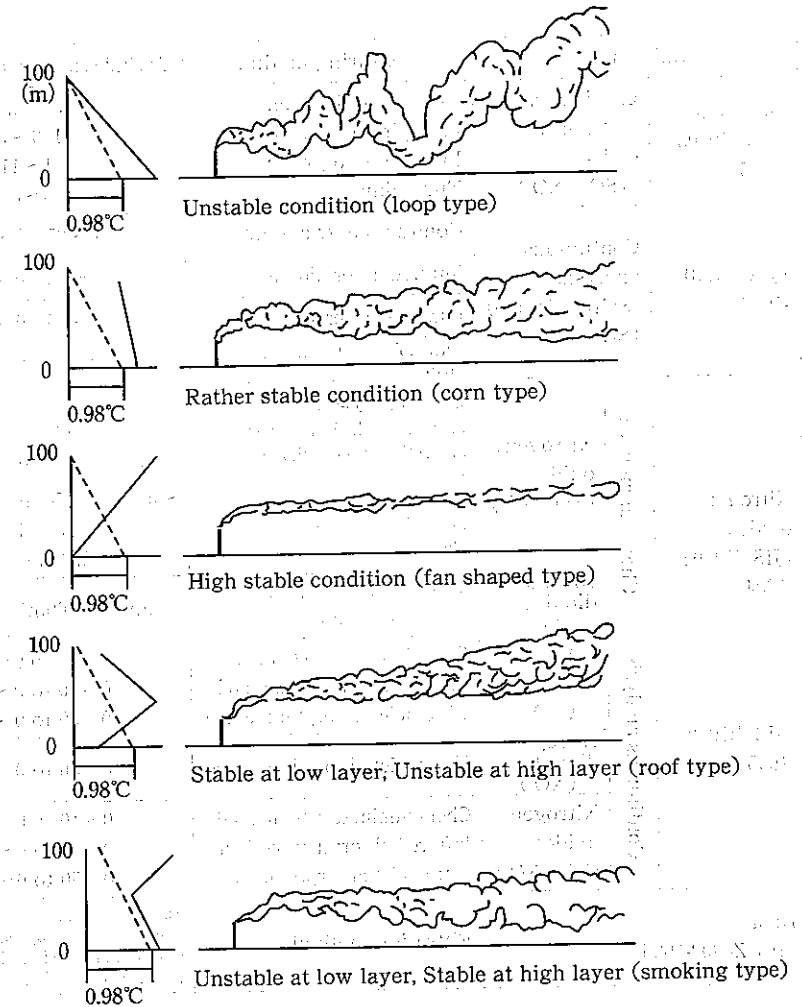 100
(m)
0
0.98℃
Unstable condition (loop type)
100
0
0.98℃
Rather stable condition (corn type)
100
0
0.98℃
High stable condition (fan shaped type)
100
0
0.98℃
Stable at low layer, Unstable at high layer (roof type)
100
0
0.98℃
Unstable at low layer, Stable at high layer (smoking type)